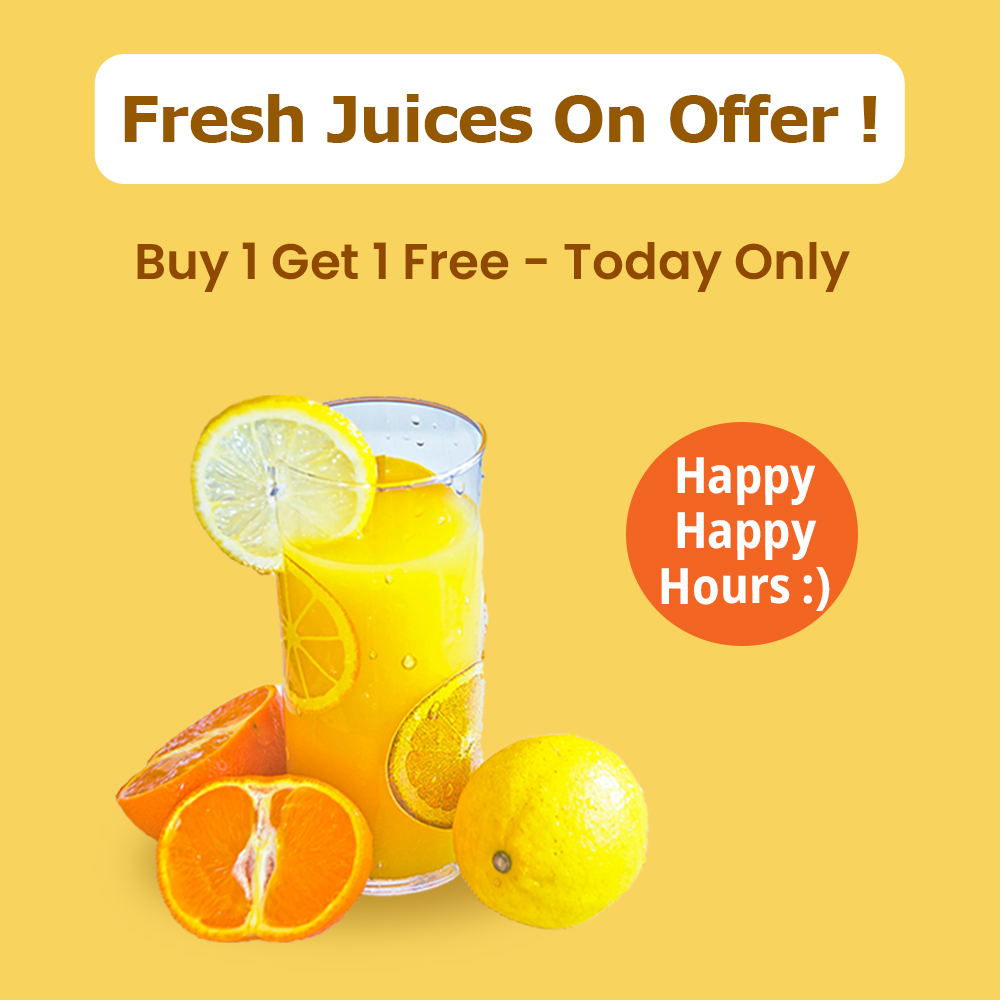 Fresh Juices On Offer !
Buy 1 Get 1 Free - Today Only
Happy
Happy
Hours :)